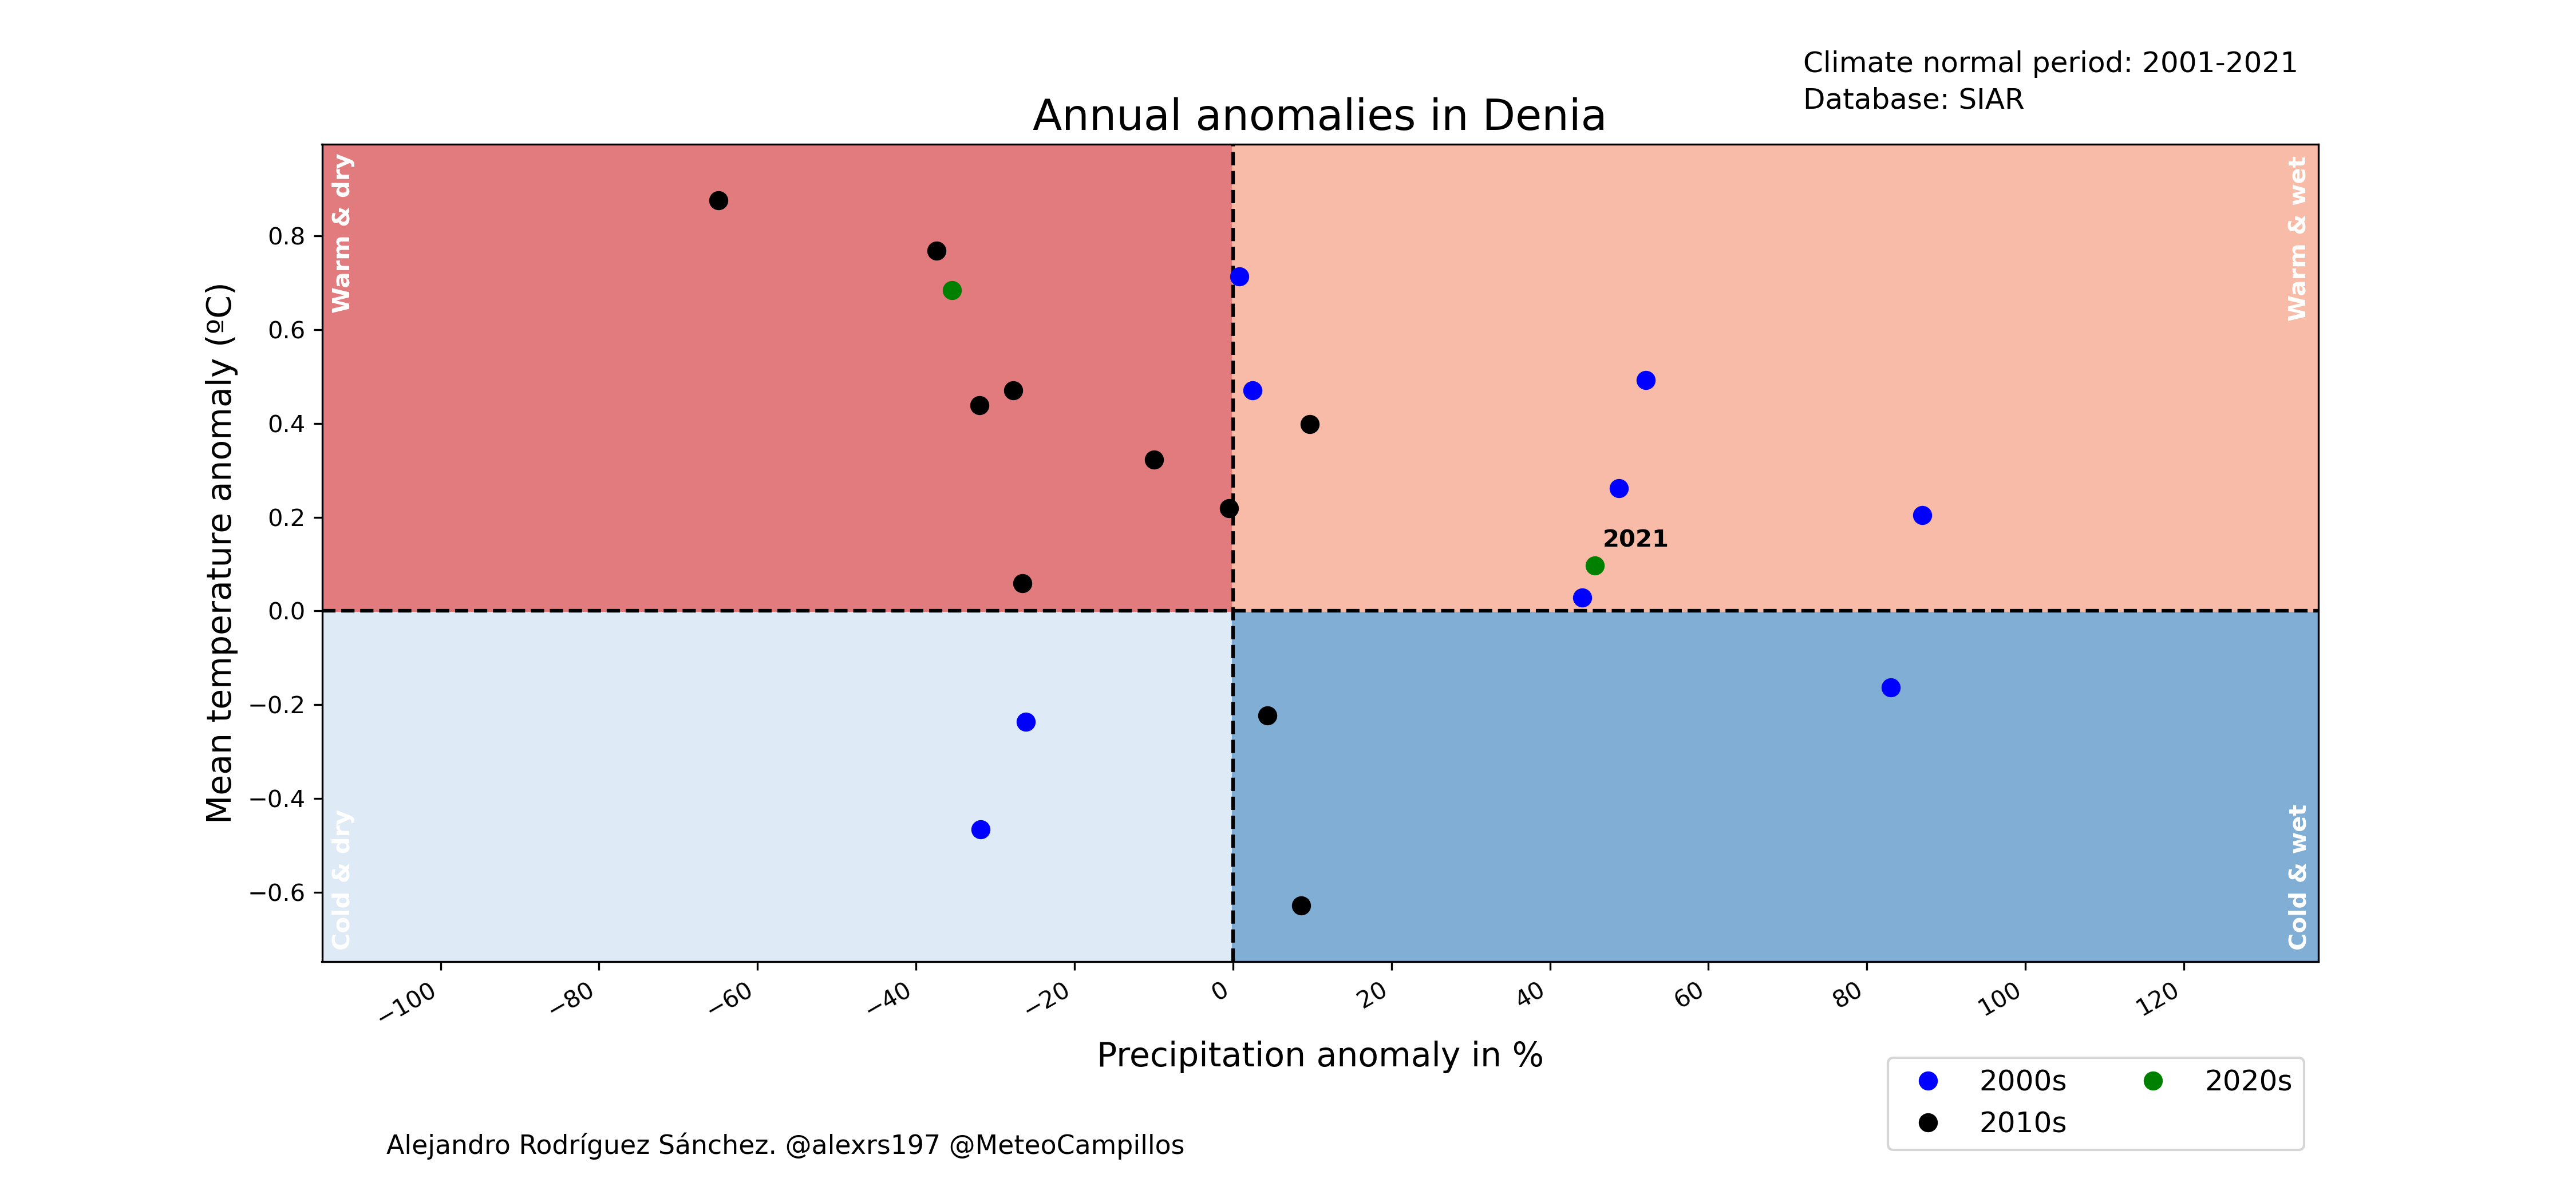 Climate normal period: 2001-2021
Database: SIAR
Annual anomalies in Denia
Warm & dry
Warm & wet
Cold & dry
Cold & wet
Mean temperature anomaly (ºC)
0.8
0.6
0.4
0.2
0.0
−0.2
−0.4
−0.6
2021
−100
−80
−60
−40
−20
0
20
40
60
80
100
120
Precipitation anomaly in %
2000s
2010s
2020s
Alejandro Rodríguez Sánchez. @alexrs197 @MeteoCampillos